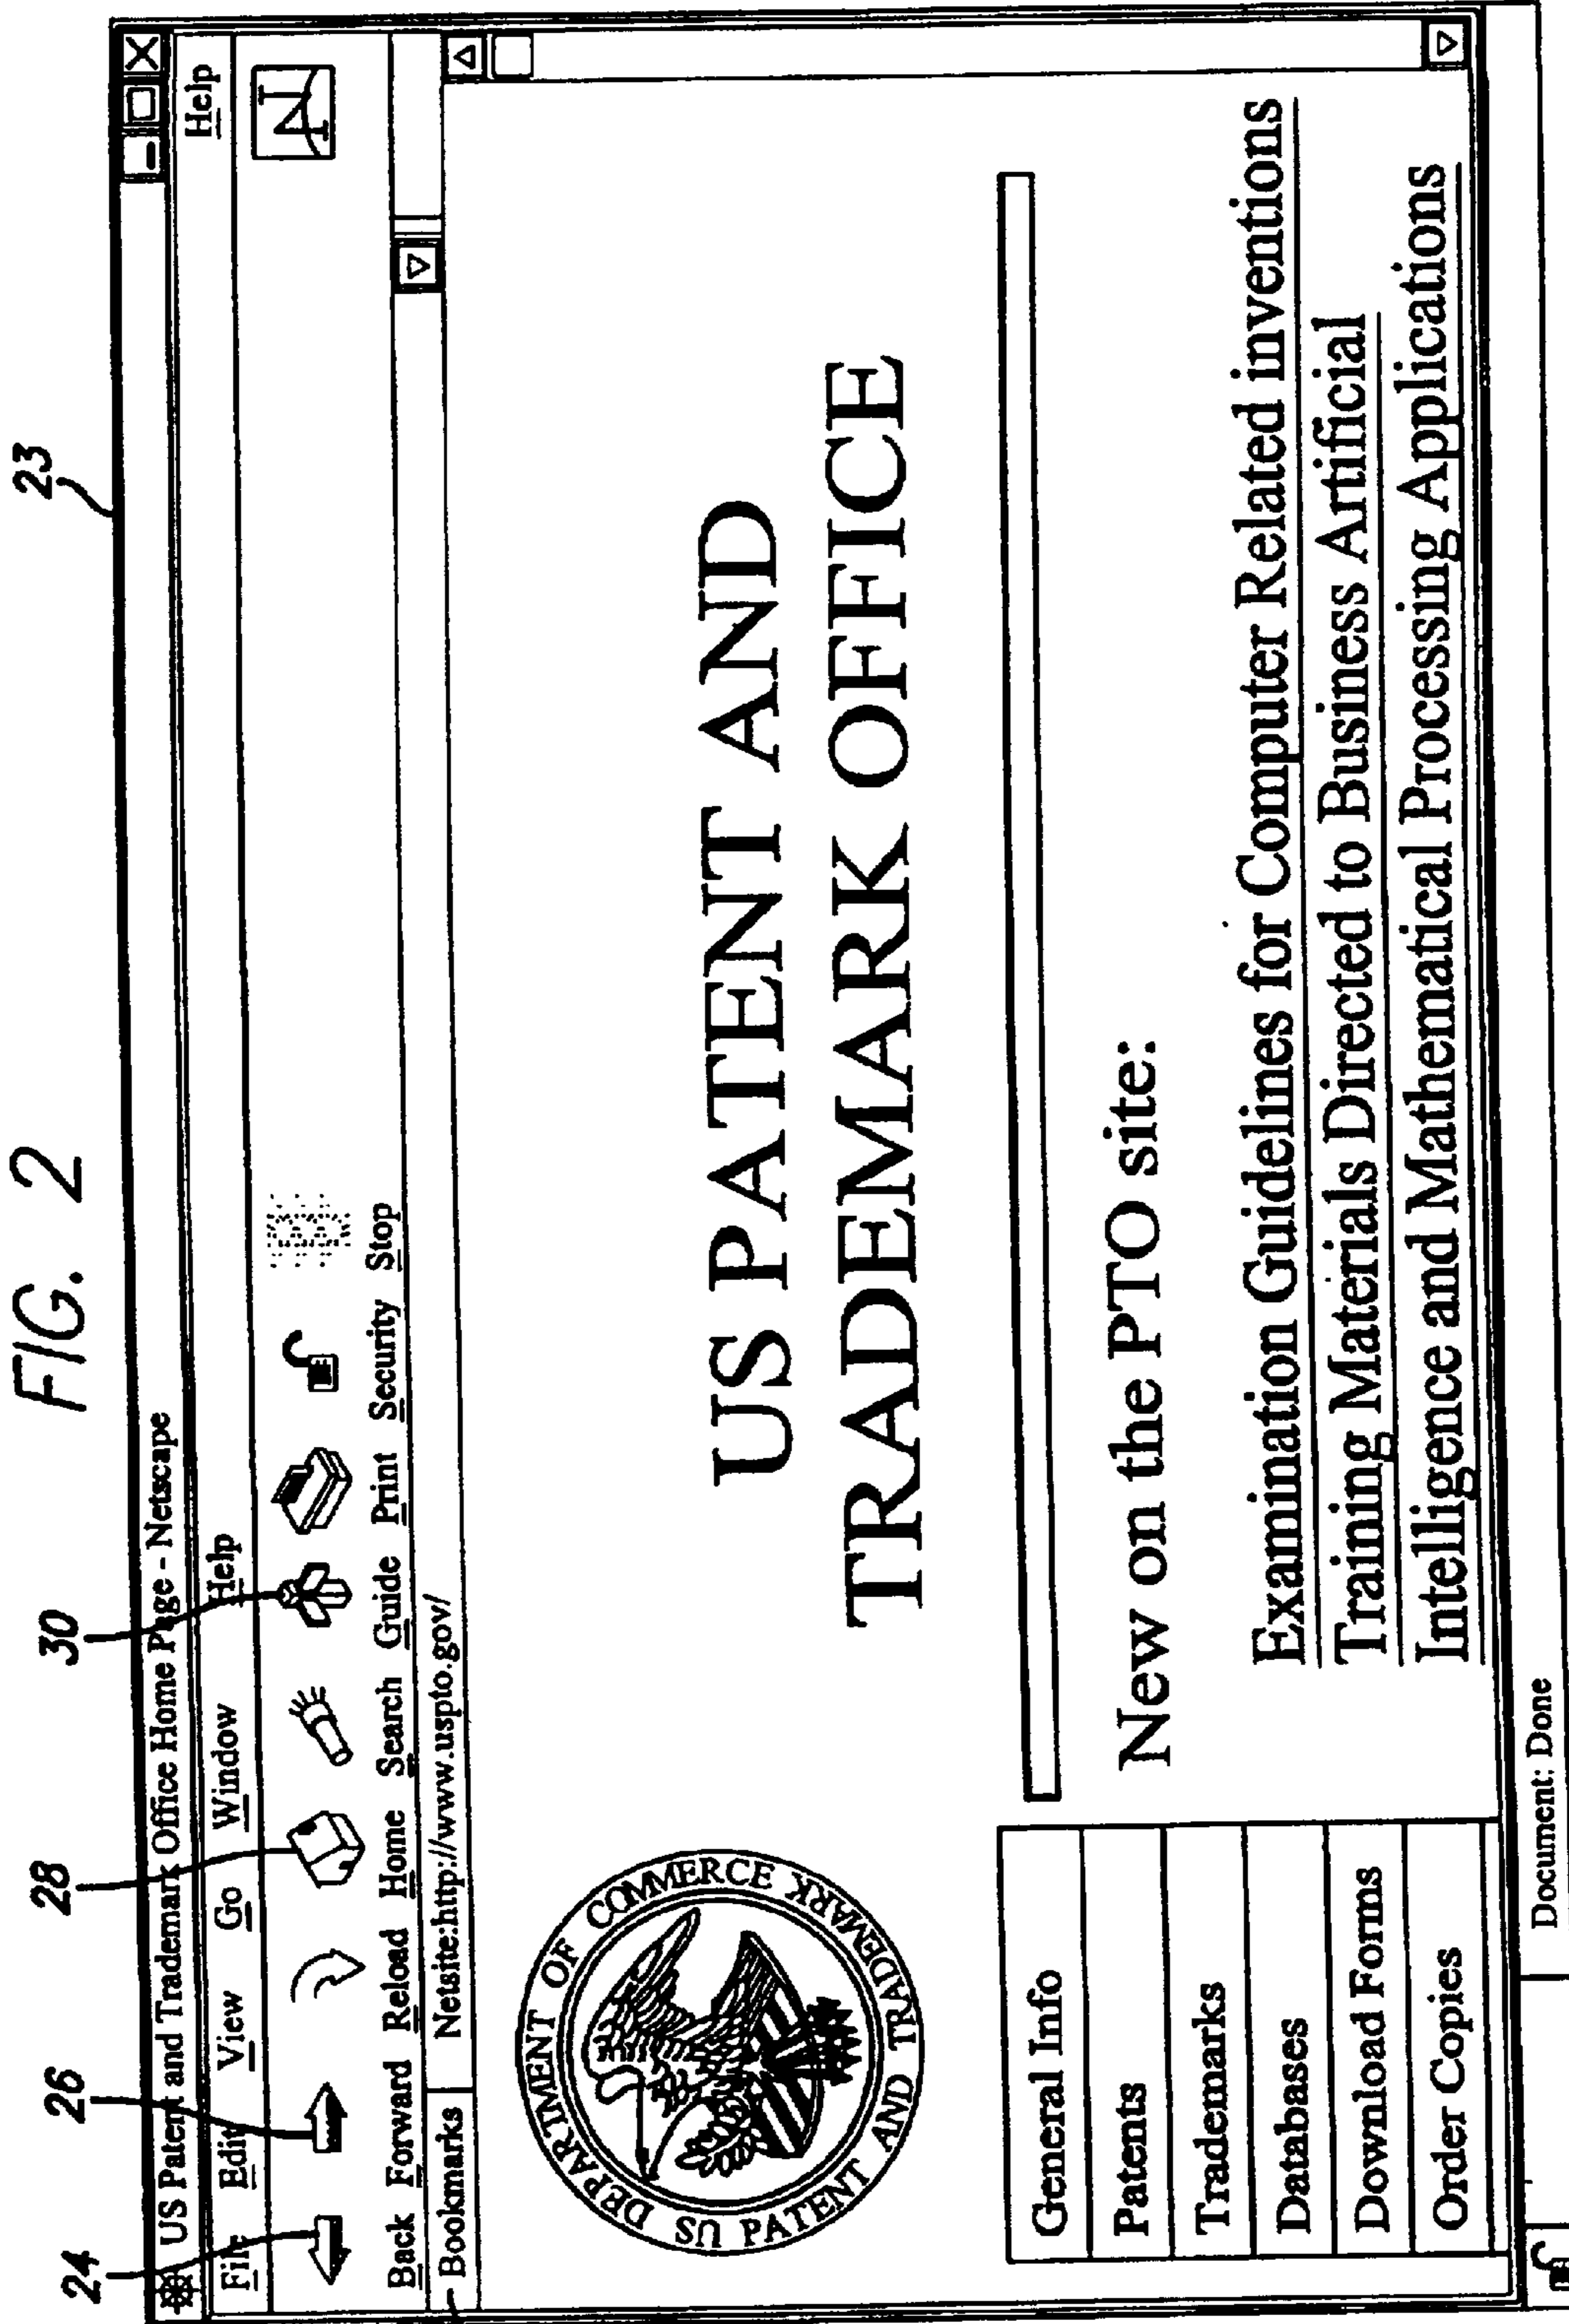 FIG. 2
24
26
28
30
23
US Patent and Trademark Office Home Page - Netscape
File Edit View Go Window Help
Help
N
Back Forward Reload Home Search Guide Print Security Stop
Bookmarks
Netsite:http://www.uspto.gov/
DEPARTMENT OF COMMERCE
US PATENT AND TRADEMARK
US PATENT AND
TRADEMARK OFFICE
General Info
Patents
Trademarks
Databases
Download Forms
Order Copies
New on the PTO site:
Examination Guidelines for Computer Related inventions
Training Materials Directed to Business Artificial
Intelligence and Mathematical Processing Applications
Document: Done